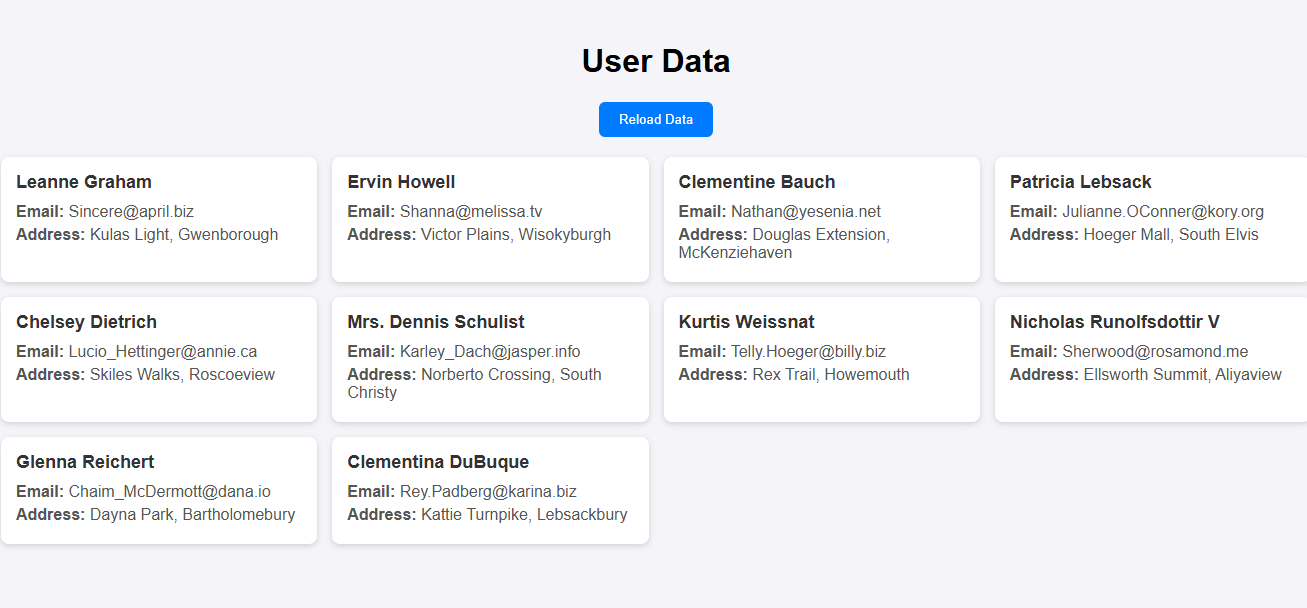 User Data
Reload Data
Leanne Graham
Email: Sincere@april.biz
Address: Kulas Light, Gwenborough
Ervin Howell
Email: Shanna@melissa.tv
Address: Victor Plains, Wisokyburgh
Clementine Bauch
Email: Nathan@yesenia.net
Address: Douglas Extension,
McKenziehaven
Patricia Lebsack
Email: Julianne.OConner@kory.org
Address: Hoeger Mall, South Elvis
Chelsey Dietrich
Email: Lucio_Hettinger@annie.ca
Address: Skiles Walks, Roscoeview
Mrs. Dennis Schulist
Email: Karley_Dach@jasper.info
Address: Norberto Crossing, South
Christy
Kurtis Weissnat
Email: Telly.Hoeger@billy.biz
Address: Rex Trail, Howemouth
Nicholas Runolfsdottir V
Email: Sherwood@rosamond.me
Address: Ellsworth Summit, Aliyaview
Glenna Reichert
Email: Chaim_McDermott@dana.io
Address: Dayna Park, Bartholomebury
Clementina DuBuque
Email: Rey.Padberg@karina.biz
Address: Kattie Turnpike, Lebsackbury